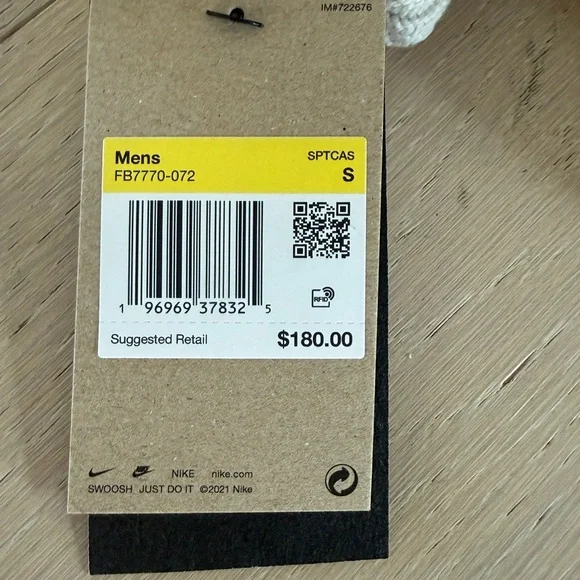 IM#722676
Mens SPTCAS
FB7770-072 S
1 96969 37832 5
RFID
Suggested Retail $180.00
NIKE nike.com
SWOOSH JUST DO IT ©2021 Nike